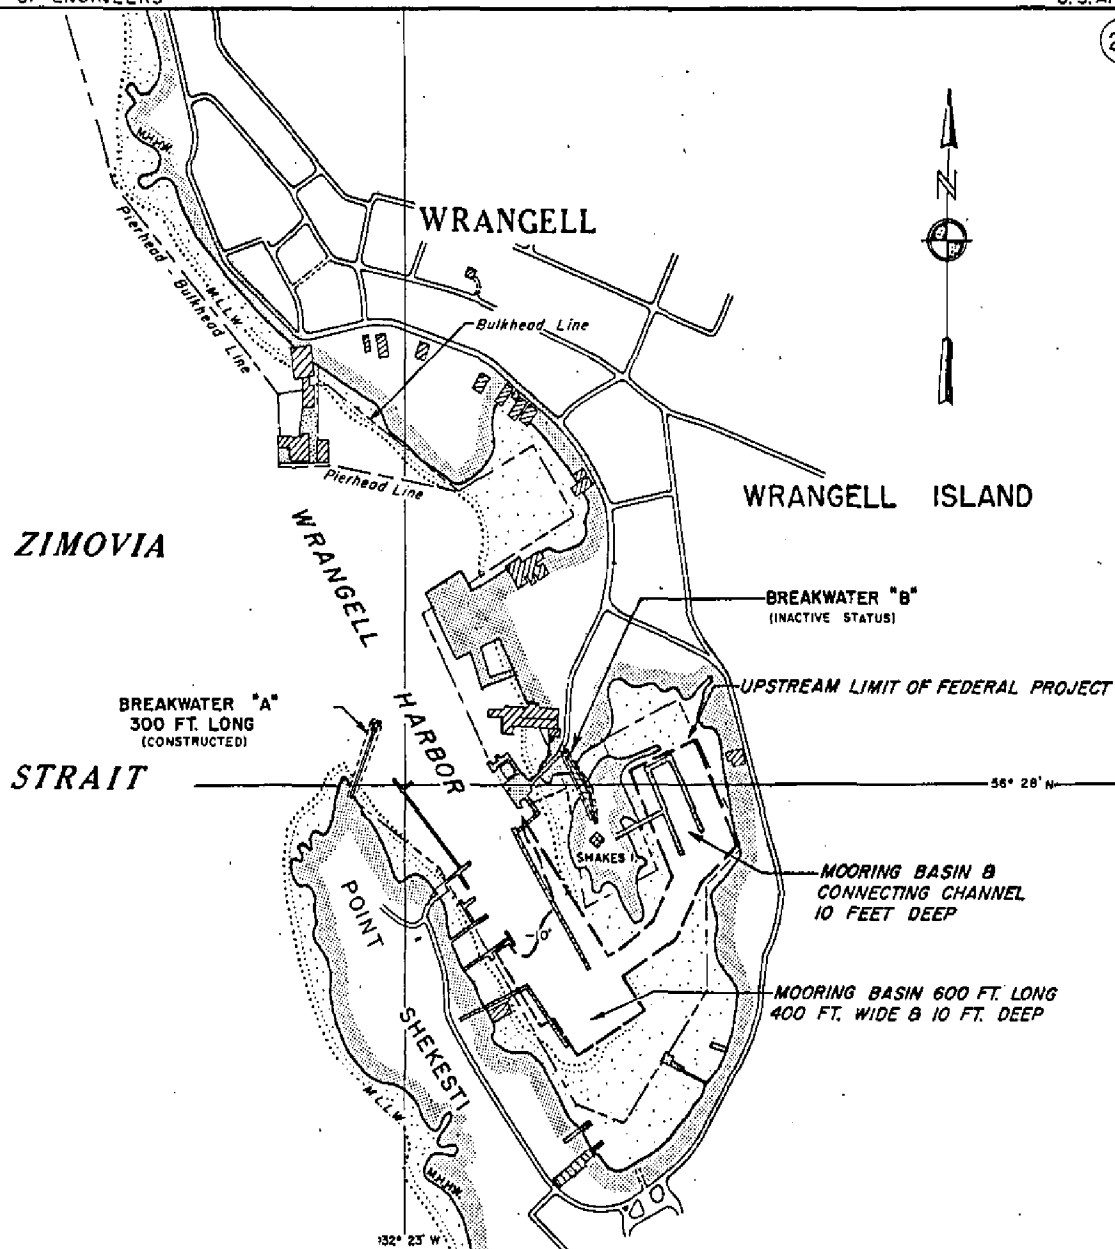 OF ENGINEERS
M.H.H.W.
WRANGELL
N
Pierhead - Bulkhead Line
M.L.L.W.
Bulkhead Line
Pierhead Line
WRANGELL ISLAND
ZIMOVIA
WRANGELL
HARBOR
BREAKWATER "B"
(INACTIVE STATUS)
UPSTREAM LIMIT OF FEDERAL PROJECT
BREAKWATER "A"
300 FT. LONG
(CONSTRUCTED)
STRAIT
56° 28' N
SHAKES I.
MOORING BASIN &
CONNECTING CHANNEL
10 FEET DEEP
POINT
SHEKESTI
MOORING BASIN 600 FT. LONG
400 FT. WIDE & 10 FT. DEEP
M.L.L.W.
M.H.H.W.
132° 23' W